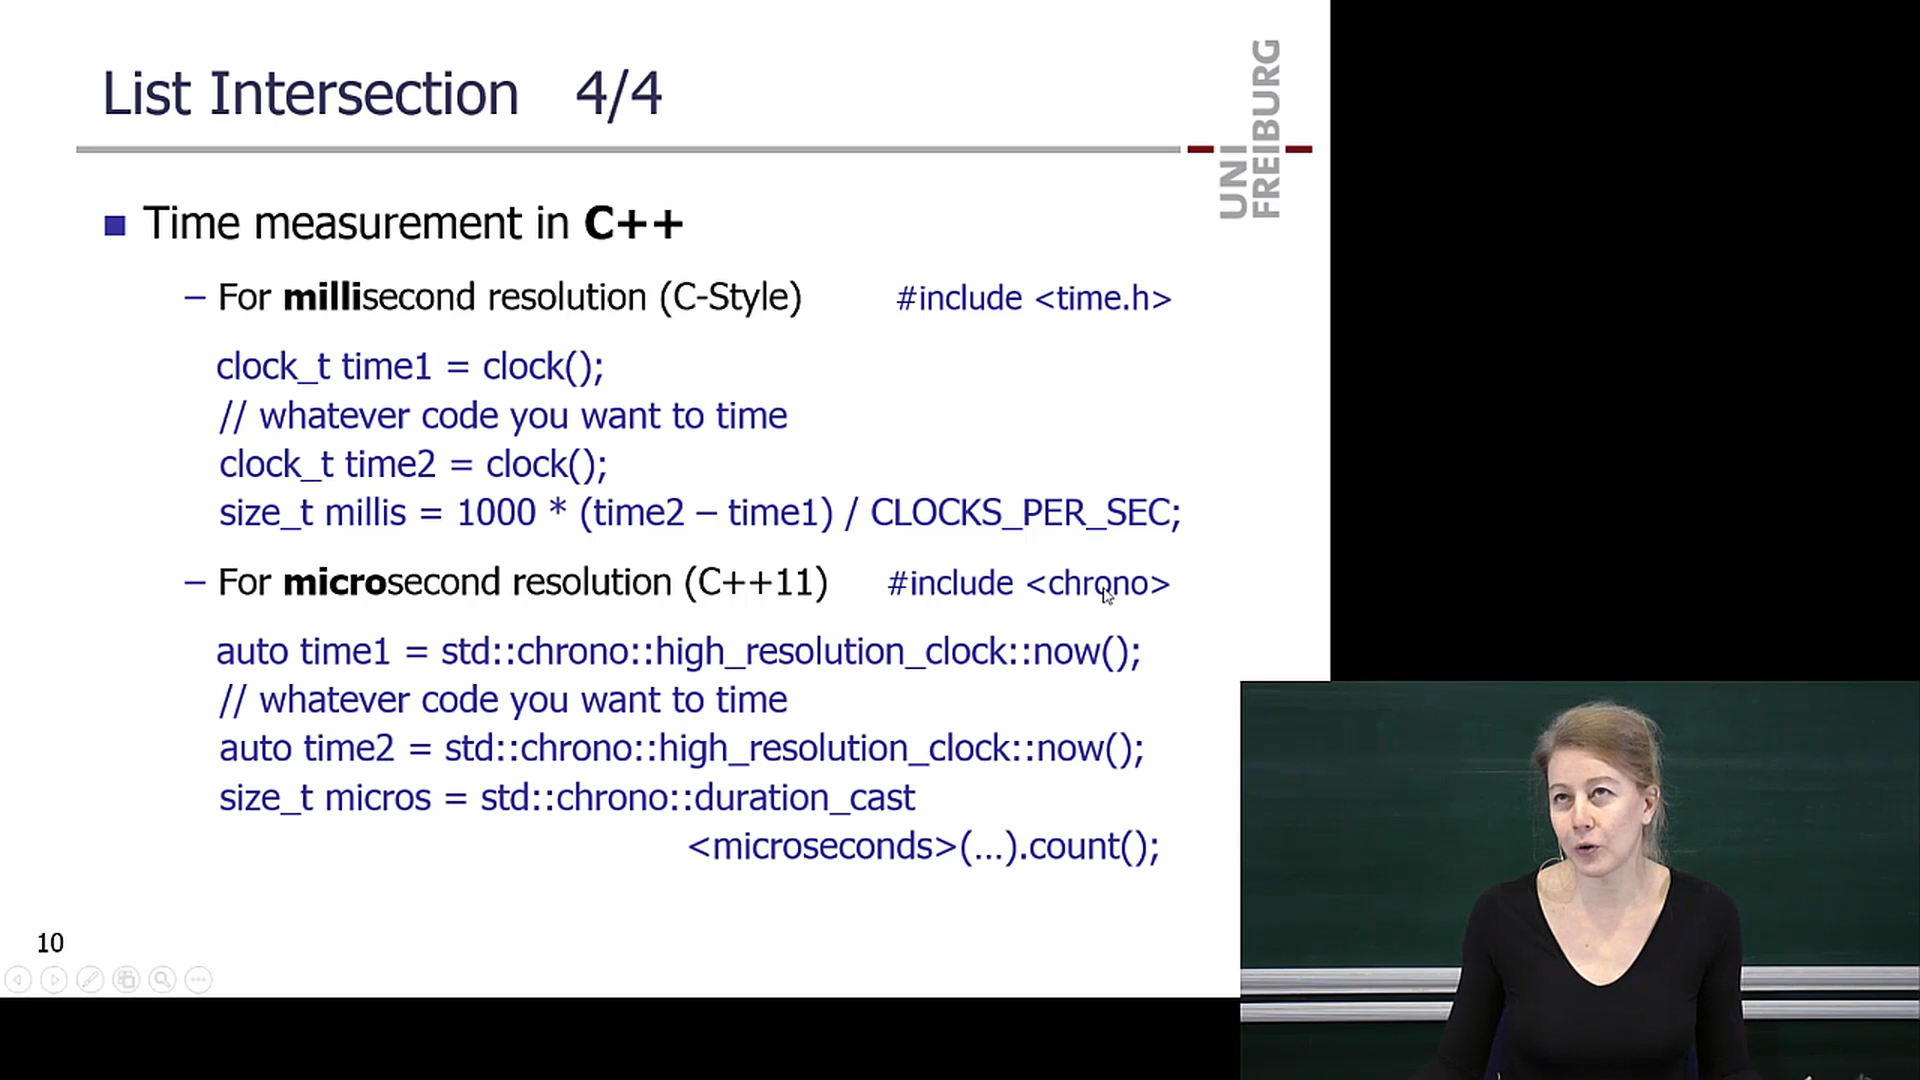 List Intersection 4/4
UNI
FREIBURG
Time measurement in C++
– For millisecond resolution (C-Style) #include <time.h>
clock_t time1 = clock();
// whatever code you want to time
clock_t time2 = clock();
size_t millis = 1000 * (time2 – time1) / CLOCKS_PER_SEC;
– For microsecond resolution (C++11) #include <chrono>
auto time1 = std::chrono::high_resolution_clock::now();
// whatever code you want to time
auto time2 = std::chrono::high_resolution_clock::now();
size_t micros = std::chrono::duration_cast
<microseconds>(...).count();
10